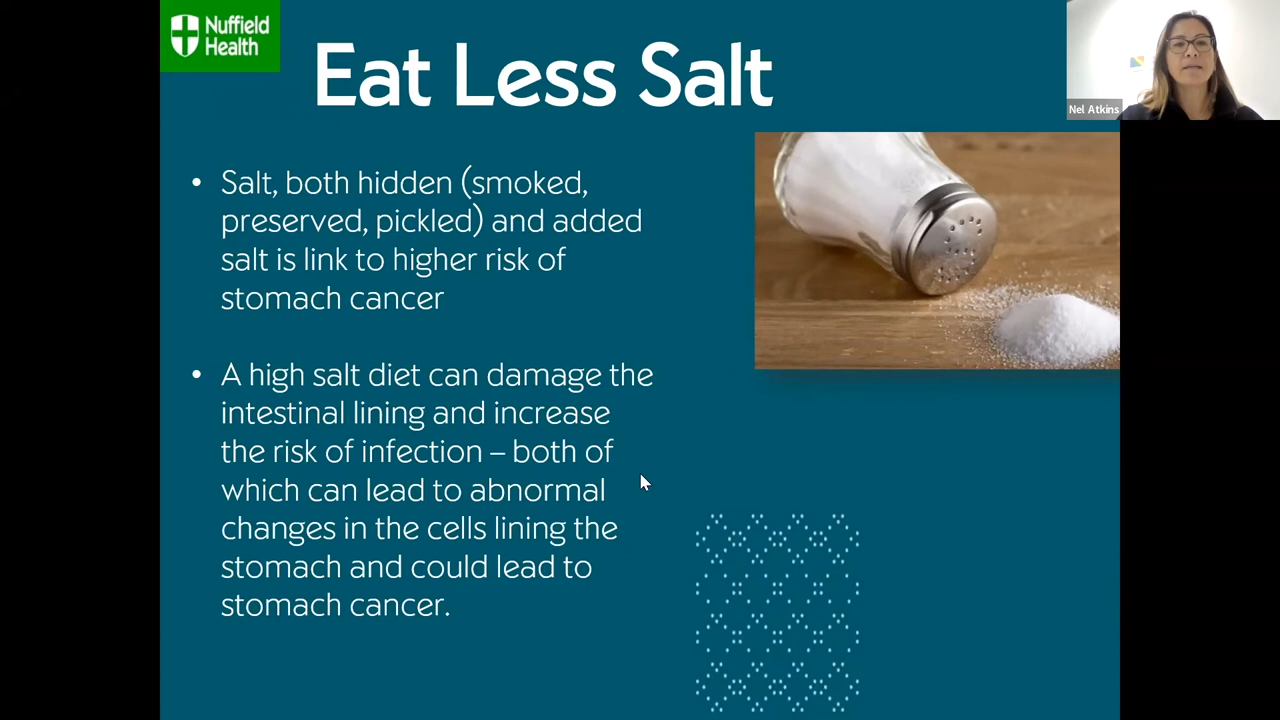 Nuffield
Health
Eat Less Salt
Nel Atkins
• Salt, both hidden (smoked,
preserved, pickled) and added
salt is link to higher risk of
stomach cancer
• A high salt diet can damage the
intestinal lining and increase
the risk of infection – both of
which can lead to abnormal
changes in the cells lining the
stomach and could lead to
stomach cancer.